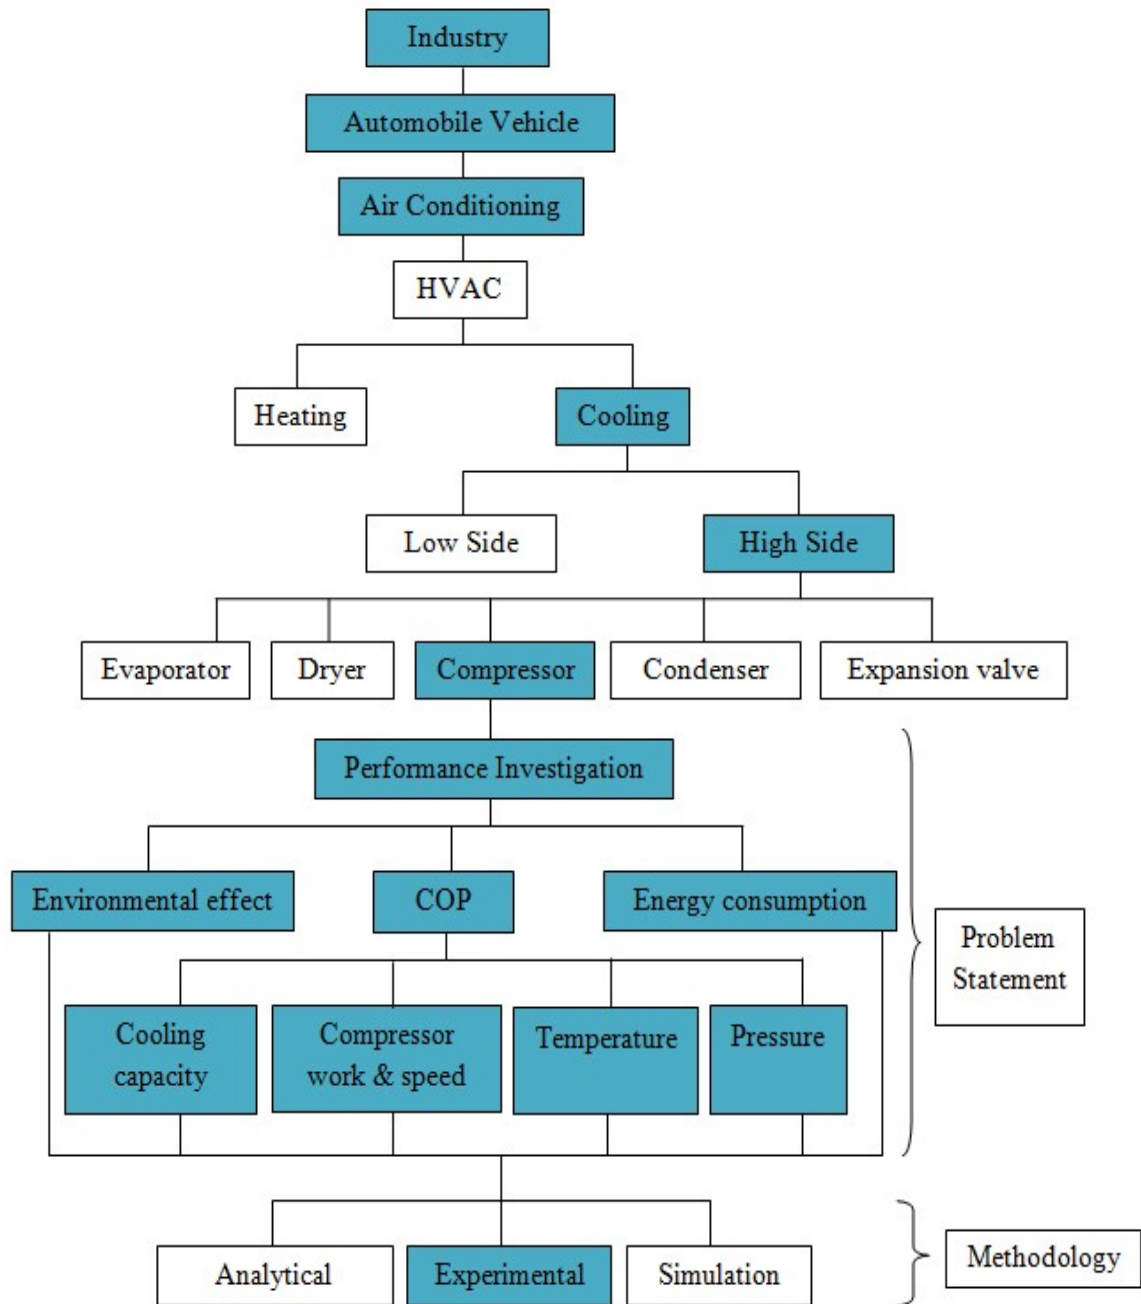 Industry
Automobile Vehicle
Air Conditioning
HVAC
Heating
Cooling
Low Side
High Side
Evaporator
Dryer
Compressor
Condenser
Expansion valve
Performance Investigation
Environmental effect
COP
Energy consumption
Problem
Statement
Cooling
capacity
Compressor
work & speed
Temperature
Pressure
Analytical
Experimental
Simulation
Methodology